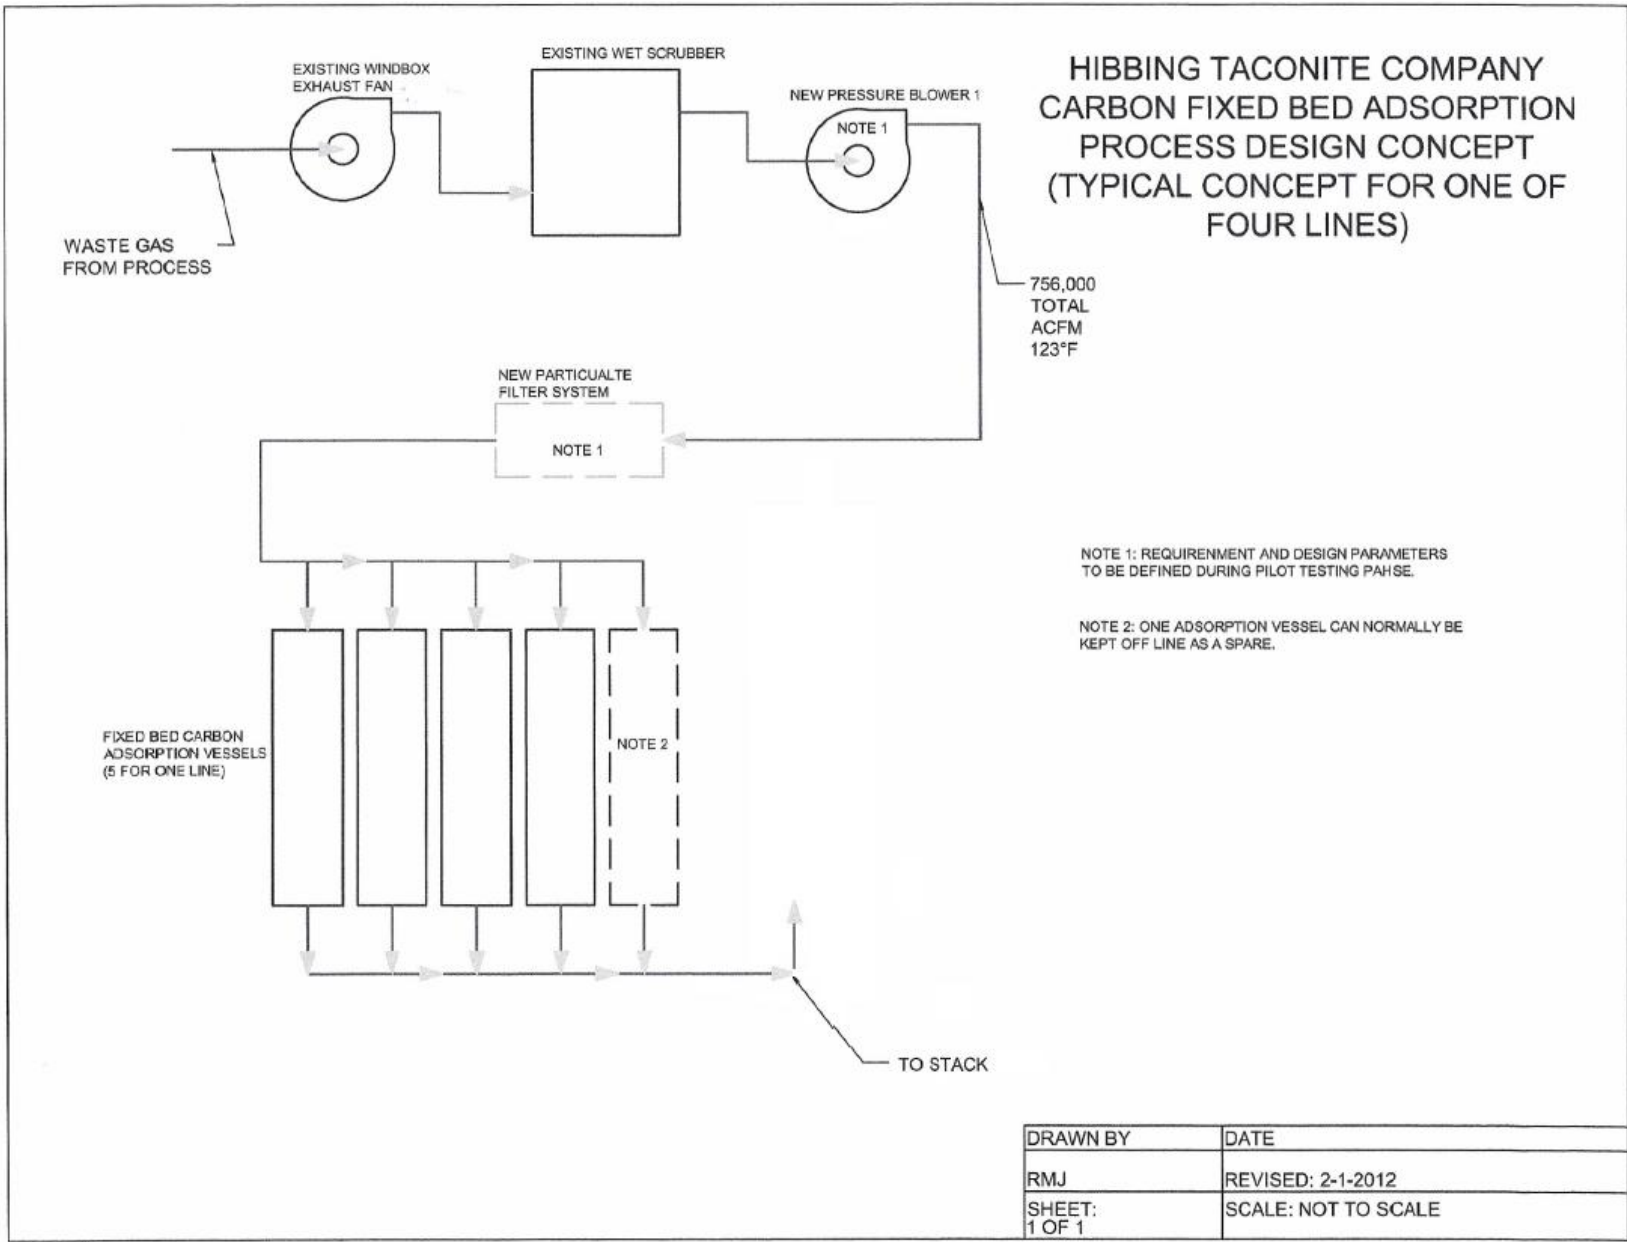 HIBBING TACONITE COMPANY
CARBON FIXED BED ADSORPTION
PROCESS DESIGN CONCEPT
(TYPICAL CONCEPT FOR ONE OF
FOUR LINES)
EXISTING WINDBOX
EXHAUST FAN
EXISTING WET SCRUBBER
NEW PRESSURE BLOWER 1
NOTE 1
WASTE GAS
FROM PROCESS
756,000
TOTAL
ACFM
123°F
NEW PARTICUALTE
FILTER SYSTEM
NOTE 1
NOTE 1: REQUIRENMENT AND DESIGN PARAMETERS
TO BE DEFINED DURING PILOT TESTING PAHSE.
NOTE 2: ONE ADSORPTION VESSEL CAN NORMALLY BE
KEPT OFF LINE AS A SPARE.
FIXED BED CARBON
ADSORPTION VESSELS
(5 FOR ONE LINE)
NOTE 2
TO STACK
DRAWN BY
DATE
RMJ
REVISED: 2-1-2012
SHEET:
1 OF 1
SCALE: NOT TO SCALE